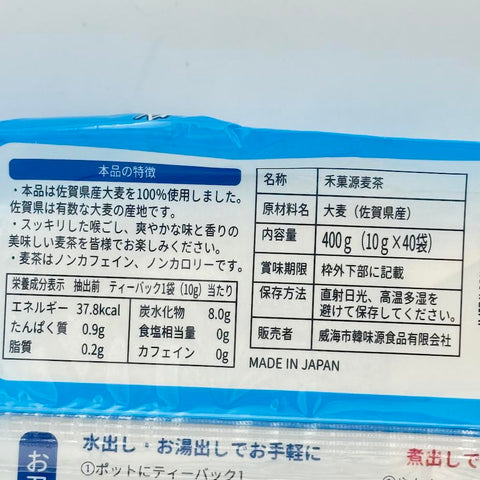 本品の特徴
・本品は佐賀県産大麦を100%使用しました。
佐賀県は有数な大麦の産地です。
・スッキリした喉ごし、爽やかな味と香りの
美味しい麦茶を皆様でお楽しみください。
・麦茶はノンカフェイン、ノンカロリーです。
栄養成分表示 抽出前 ティーバック1袋 (10g) 当たり
エネルギー 37.8kcal 炭水化物 8.0g
たんぱく質 0.9g 食塩相当量 0g
脂質 0.2g カフェイン 0g
名称 禾菓源麦茶
原材料名 大麦（佐賀県産）
内容量 400g（10g×40袋）
賞味期限 枠外下部に記載
保存方法 直射日光、高温多湿を
避けて保存してください。
販売者 威海市韓味源食品有限会社
MADE IN JAPAN
水出し・お湯出しでお手軽に
①ポットにティーバック1
煮出しで